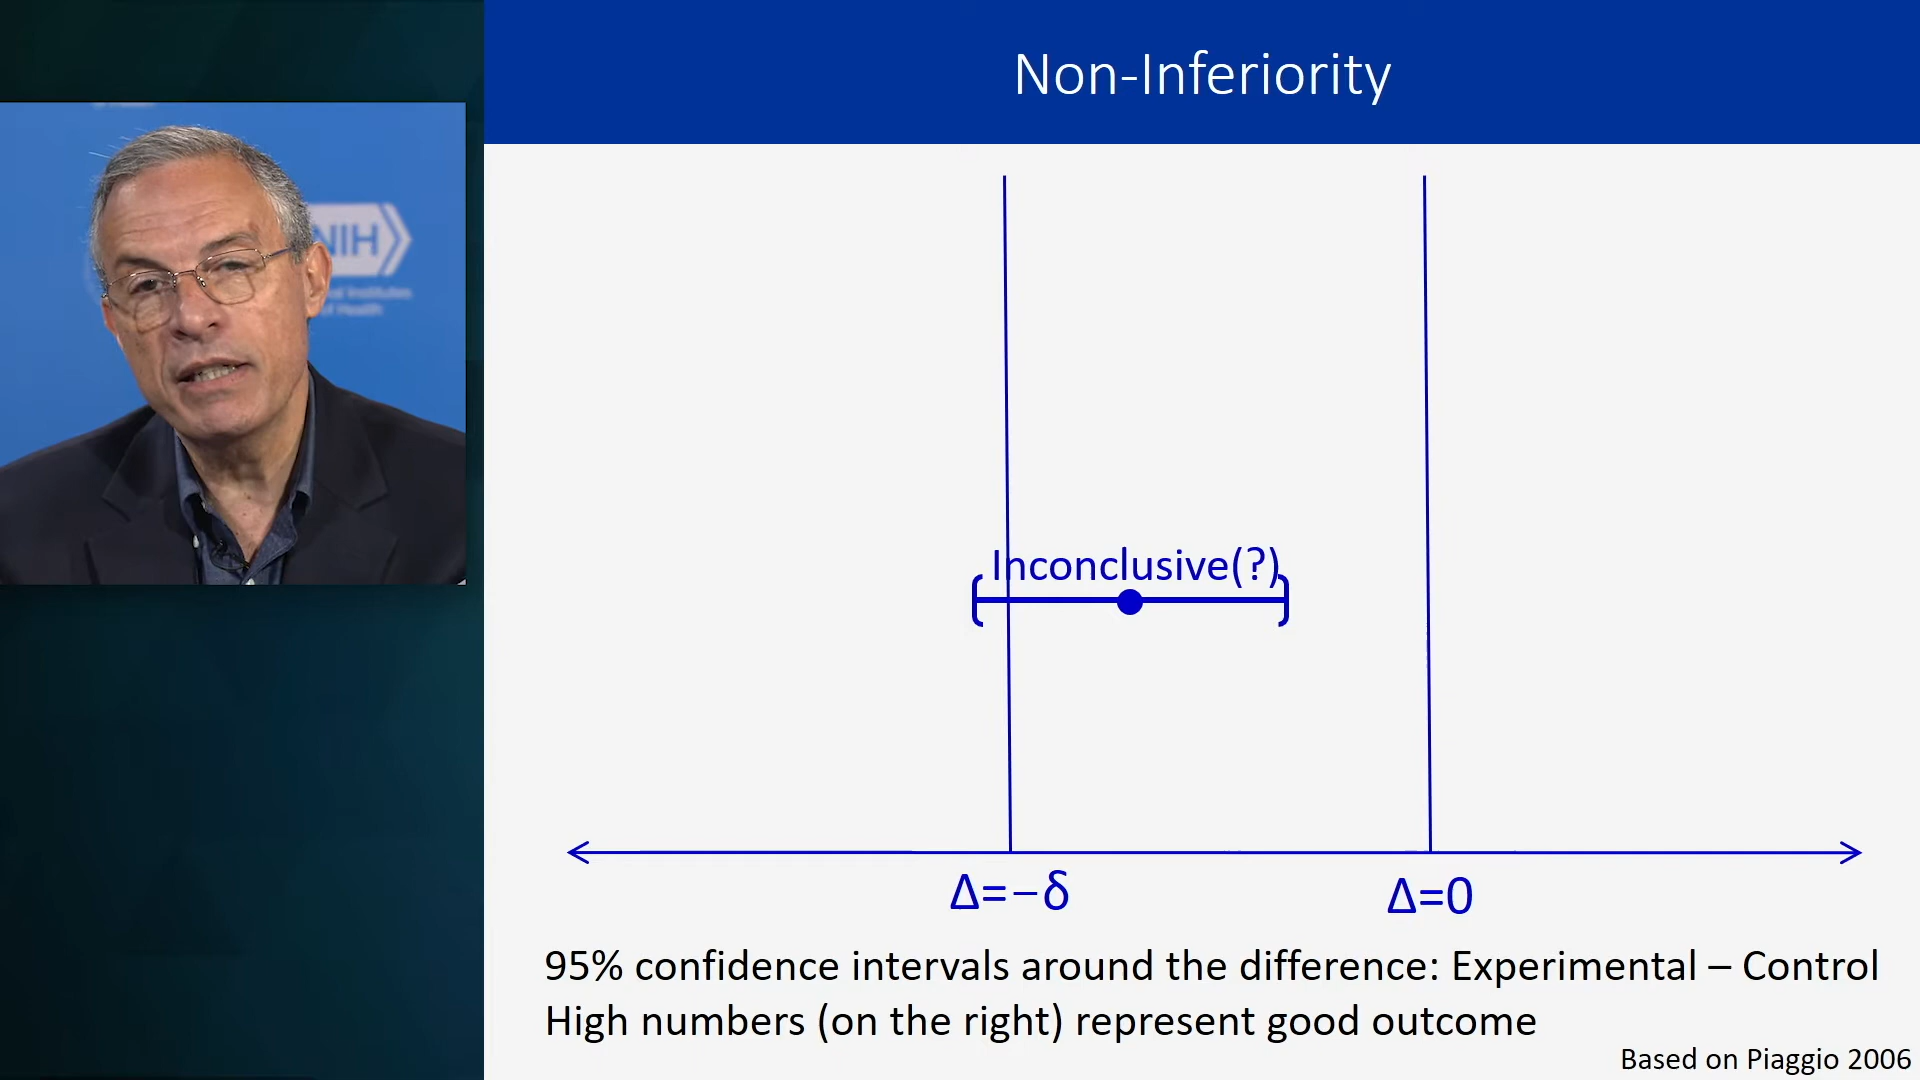 Non-Inferiority
NIH
Inconclusive(?)
Δ=−δ
Δ=0
95% confidence intervals around the difference: Experimental – Control
High numbers (on the right) represent good outcome
Based on Piaggio 2006